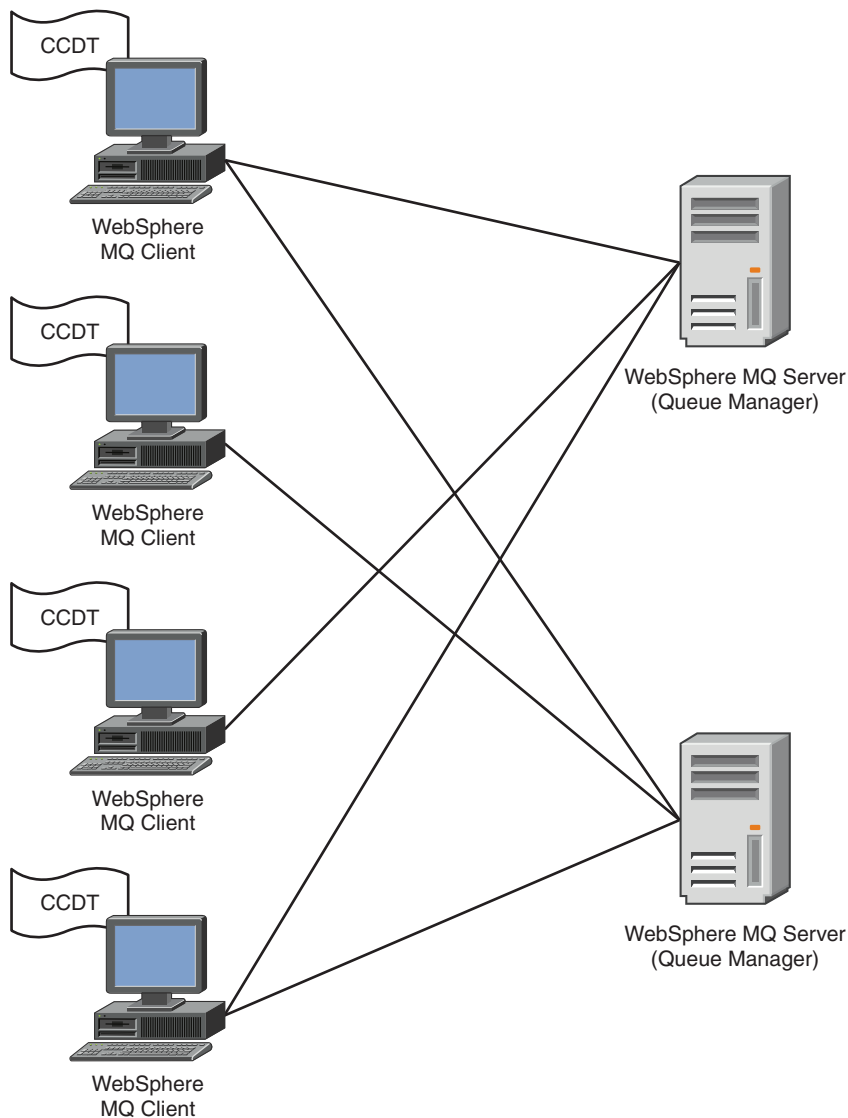 CCDT
WebSphere
MQ Client
CCDT
WebSphere
MQ Client
CCDT
WebSphere
MQ Client
CCDT
WebSphere
MQ Client
WebSphere MQ Server
(Queue Manager)
WebSphere MQ Server
(Queue Manager)